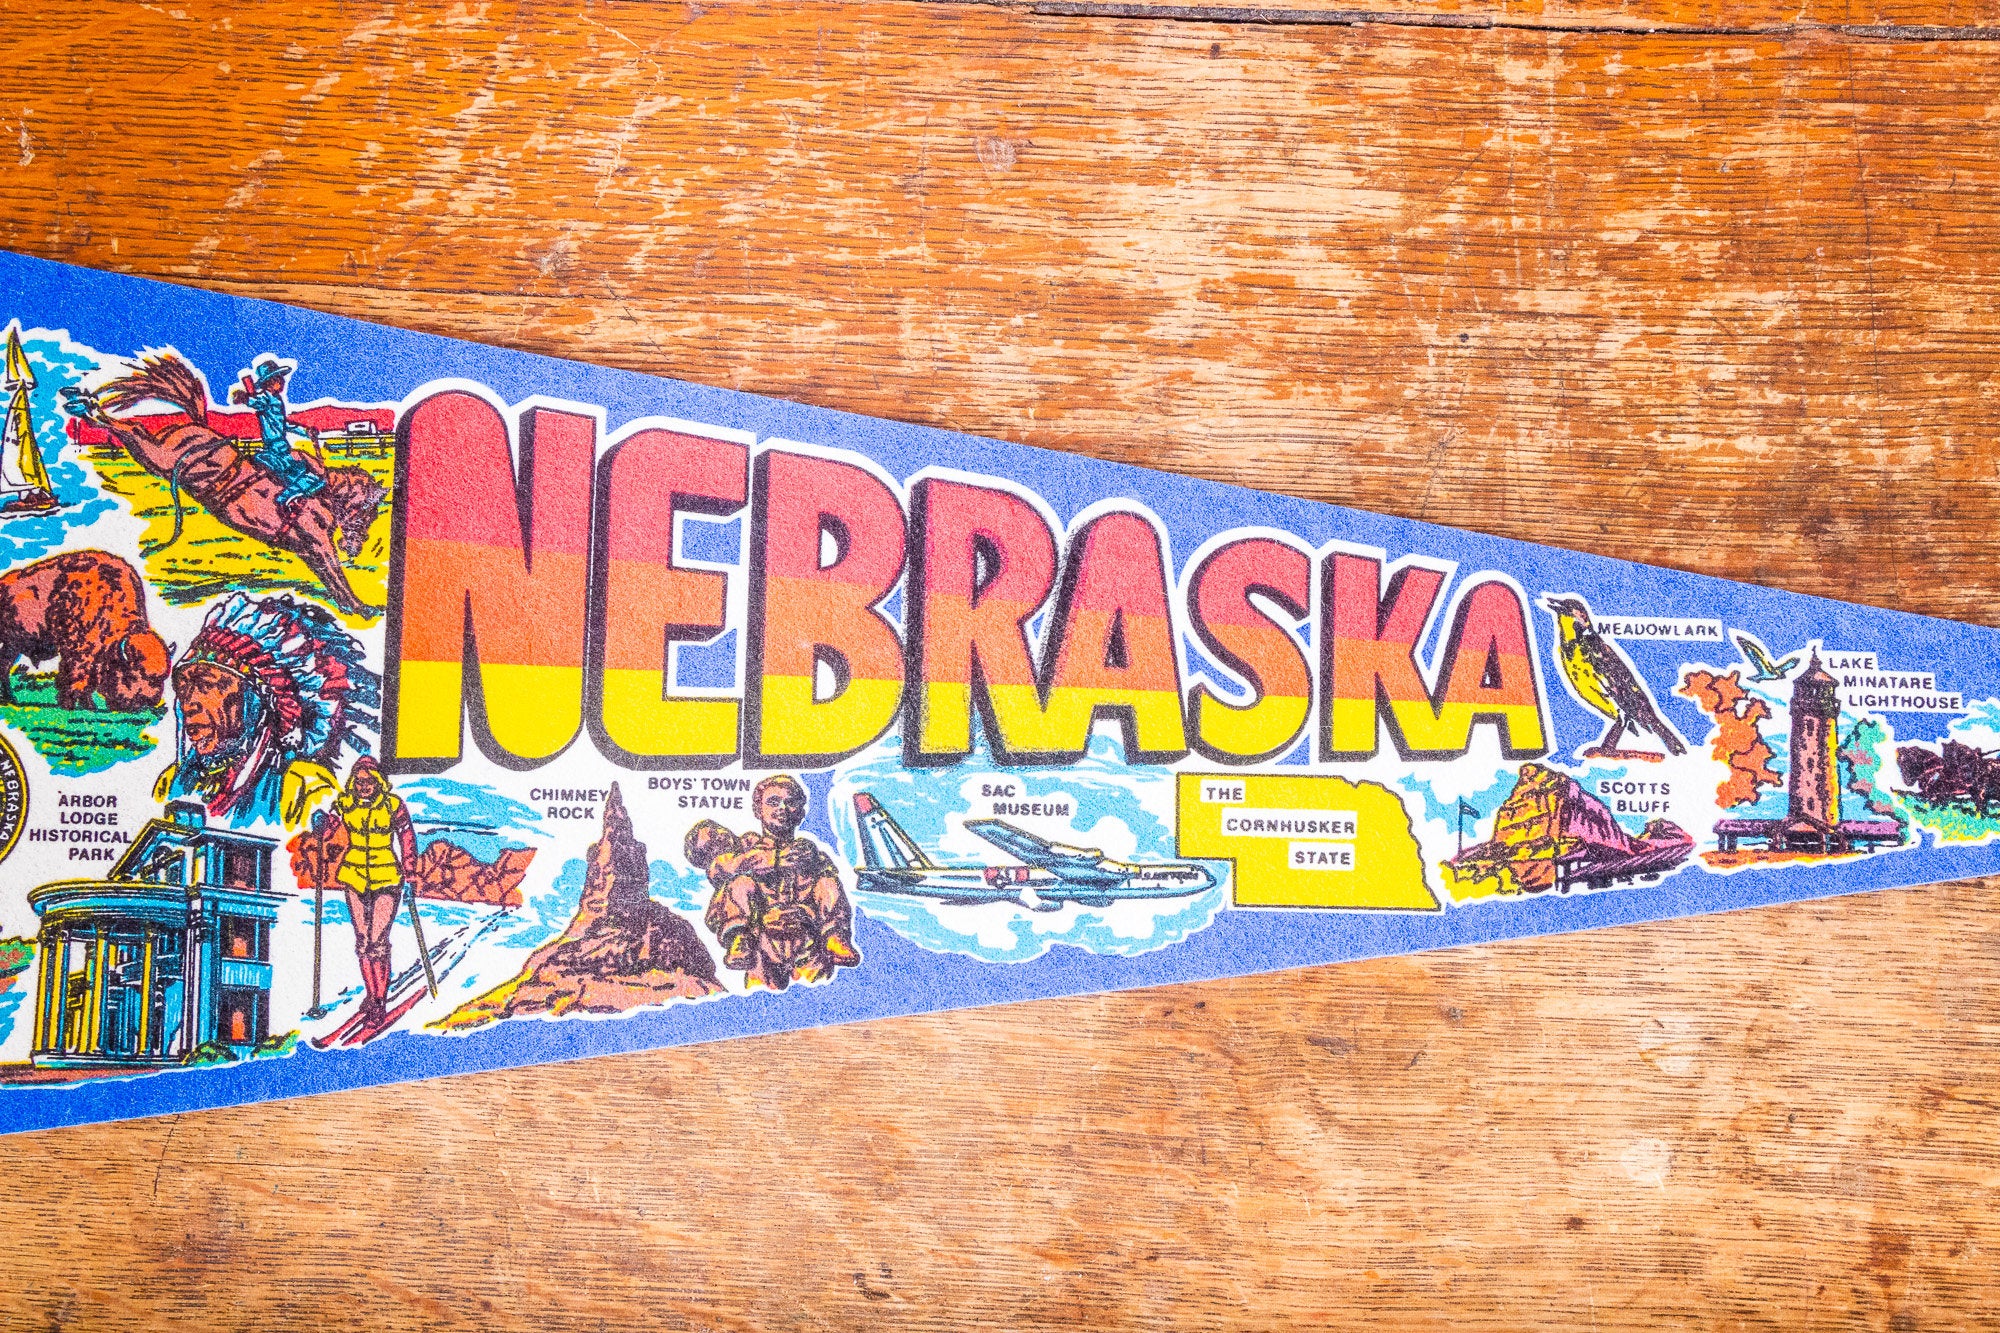 NEBRASKA
MEADOWLARK
LAKE
MINATARE
LIGHTHOUSE
NEBRASKA
ARBOR
LODGE
HISTORICAL
PARK
CHIMNEY
ROCK
BOYS' TOWN
STATUE
SAC
MUSEUM
THE
CORNHUSKER
STATE
SCOTTS
BLUFF